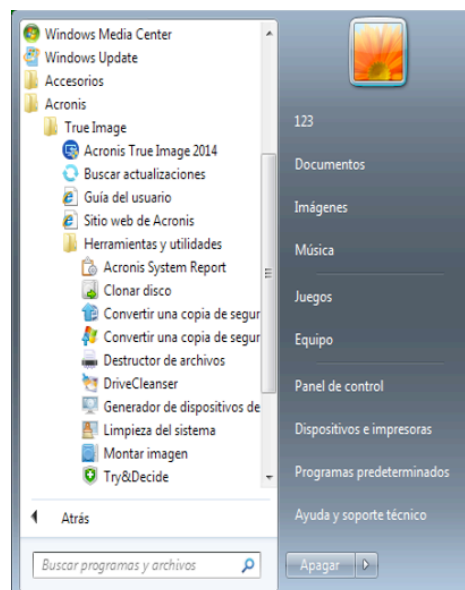 Windows Media Center
Windows Update
Accesorios
Acronis
True Image
Acronis True Image 2014
Buscar actualizaciones
Guía del usuario
Sitio web de Acronis
Herramientas y utilidades
Acronis System Report
Clonar disco
Convertir una copia de segur
Convertir una copia de segur
Destructor de archivos
DriveCleanser
Generador de dispositivos de
Limpieza del sistema
Montar imagen
Try&Decide
Atrás
Buscar programas y archivos
123
Documentos
Imágenes
Música
Juegos
Equipo
Panel de control
Dispositivos e impresoras
Programas predeterminados
Ayuda y soporte técnico
Apagar